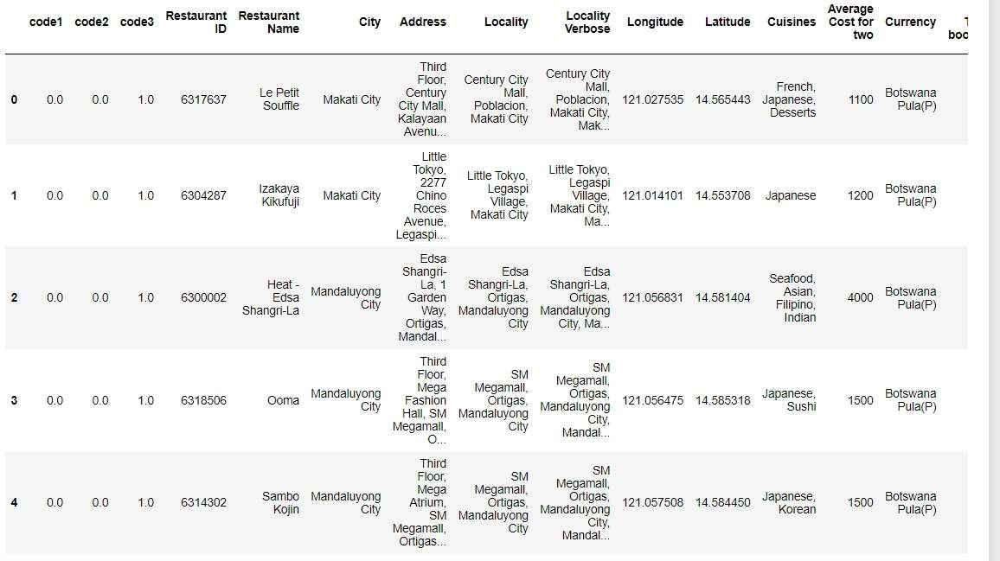 code1
code2
code3
Restaurant
ID
Restaurant
Name
City
Address
Locality
Locality
Verbose
Longitude
Latitude
Cuisines
Average
Cost for
two
Currency
0
0.0
0.0
1.0
6317637
Le Petit
Souffle
Makati City
Third
Floor,
Century
City Mall,
Kalayaan
Avenu...
Century City
Mall,
Poblacion,
Makati City
Century City
Mall,
Poblacion,
Makati City,
Mak...
121.027535
14.565443
French,
Japanese,
Desserts
1100
Botswana
Pula(P)
1
0.0
0.0
1.0
6304287
Izakaya
Kikufuji
Makati City
Little
Tokyo,
2277
Chino
Roces
Avenue,
Legaspi...
Little Tokyo,
Legaspi
Village,
Makati City
Little Tokyo,
Legaspi
Village,
Makati City,
Ma...
121.014101
14.553708
Japanese
1200
Botswana
Pula(P)
2
0.0
0.0
1.0
6300002
Heat -
Edsa
Shangri-La
Mandaluyong
City
Edsa
Shangri-
La, 1
Garden
Way,
Ortigas,
Mandal...
Edsa
Shangri-La,
Ortigas,
Mandaluyong
City
Edsa
Shangri-La,
Ortigas,
Mandaluyong
City, Ma...
121.056831
14.581404
Seafood,
Asian,
Filipino,
Indian
4000
Botswana
Pula(P)
3
0.0
0.0
1.0
6318506
Ooma
Mandaluyong
City
Third
Floor,
Mega
Fashion
Hall, SM
Megamall,
O...
SM
Megamall,
Ortigas,
Mandaluyong
City
SM
Megamall,
Ortigas,
Mandaluyong
City,
Mandal...
121.056475
14.585318
Japanese,
Sushi
1500
Botswana
Pula(P)
4
0.0
0.0
1.0
6314302
Sambo
Kojin
Mandaluyong
City
Third
Floor,
Mega
Atrium,
SM
Megamall,
Ortigas...
SM
Megamall,
Ortigas,
Mandaluyong
City
SM
Megamall,
Ortigas,
Mandaluyong
City,
Mandal...
121.057508
14.584450
Japanese,
Korean
1500
Botswana
Pula(P)